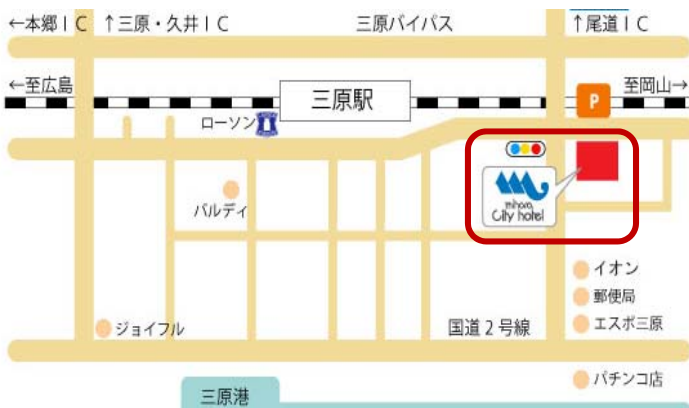 ←本郷IC ↑三原・久井IC 三原バイパス ↑尾道IC
←至広島 三原駅 P 至岡山→
ローソン
mihara
City hotel
バルディ
イオン
郵便局
ジョイフル 国道2号線 エスポ三原
パチンコ店
三原港